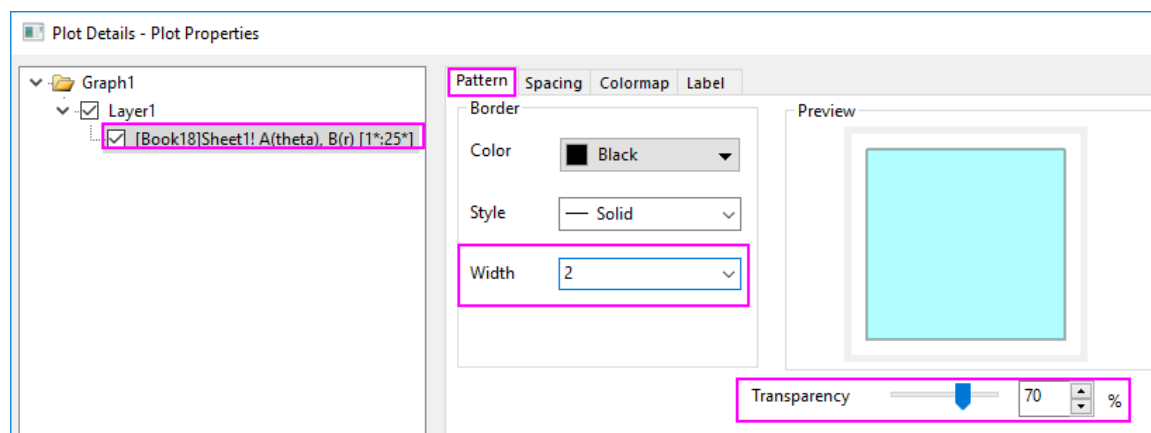 Plot Details - Plot Properties
Graph1
Layer1
[Book18]Sheet1! A(theta), B(r) [1*:25*]
Pattern Spacing Colormap Label
Border
Color Black
Style Solid
Width 2
Preview
Transparency 70 %